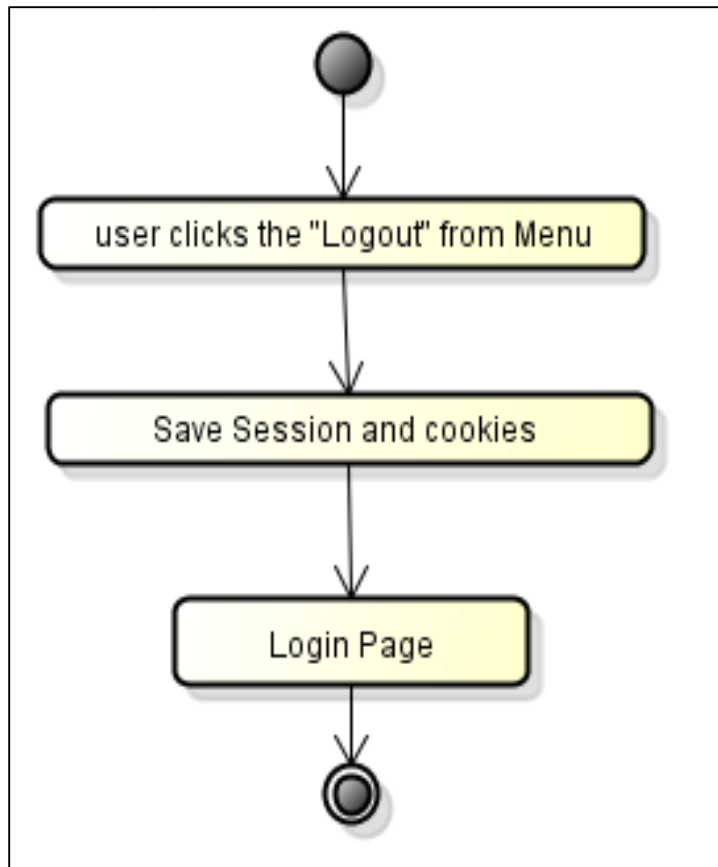 user clicks the "Logout" from Menu
Save Session and cookies
Login Page